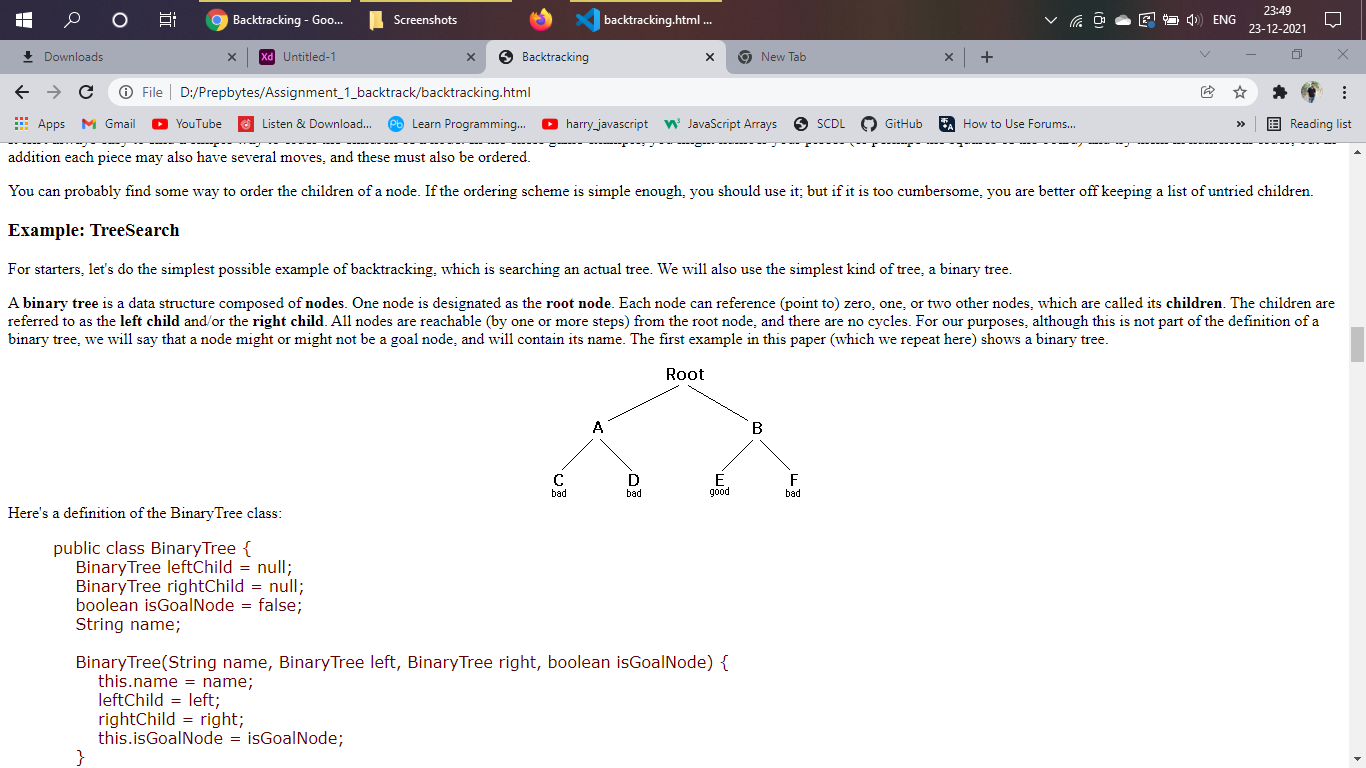 Backtracking - Goo...
Screenshots
backtracking.html ...
ENG
23:49
23-12-2021
Downloads
Xd Untitled-1
Backtracking
New Tab
File
D:/Prepbytes/Assignment_1_backtrack/backtracking.html
Apps
Gmail
YouTube
Listen & Download...
Learn Programming...
harry_javascript
JavaScript Arrays
SCDL
GitHub
How to Use Forums...
»
Reading list
addition each piece may also have several moves, and these must also be ordered.
You can probably find some way to order the children of a node. If the ordering scheme is simple enough, you should use it; but if it is too cumbersome, you are better off keeping a list of untried children.
Example: TreeSearch
For starters, let's do the simplest possible example of backtracking, which is searching an actual tree. We will also use the simplest kind of tree, a binary tree.
A binary tree is a data structure composed of nodes. One node is designated as the root node. Each node can reference (point to) zero, one, or two other nodes, which are called its children. The children are
referred to as the left child and/or the right child. All nodes are reachable (by one or more steps) from the root node, and there are no cycles. For our purposes, although this is not part of the definition of a
binary tree, we will say that a node might or might not be a goal node, and will contain its name. The first example in this paper (which we repeat here) shows a binary tree.
Root
A B
C D E F
bad bad good bad
Here's a definition of the BinaryTree class:
public class BinaryTree {
BinaryTree leftChild = null;
BinaryTree rightChild = null;
boolean isGoalNode = false;
String name;
BinaryTree(String name, BinaryTree left, BinaryTree right, boolean isGoalNode) {
this.name = name;
leftChild = left;
rightChild = right;
this.isGoalNode = isGoalNode;
}